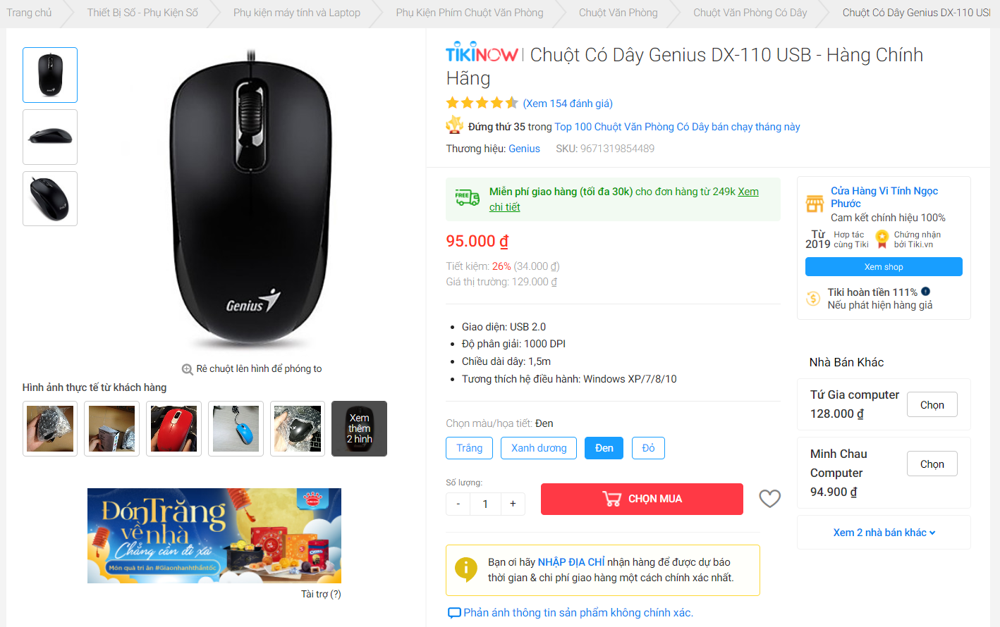 Trang chủ
Thiết Bị Số - Phụ Kiện Số
Phụ kiện máy tính và Laptop
Phụ Kiện Phím Chuột Văn Phòng
Chuột Văn Phòng
Chuột Văn Phòng Có Dây
Chuột Có Dây Genius DX-110 USB
TIKINOW | Chuột Có Dây Genius DX-110 USB - Hàng Chính
Hãng
(Xem 154 đánh giá)
Đứng thứ 35 trong Top 100 Chuột Văn Phòng Có Dây bán chạy tháng này
Thương hiệu: Genius SKU: 9671319854489
Genius
Rê chuột lên hình để phóng to
Hình ảnh thực tế từ khách hàng
Xem
thêm
2 hình
Đón Trăng
về nhà
Chẳng cần đi xa
Món quà tri ân #Giaonhanhthầntốc
Tài trợ (?)
FREE
Miễn phí giao hàng (tối đa 30k) cho đơn hàng từ 249k Xem
chi tiết
95.000 ₫
Tiết kiệm: 26% (34.000 ₫)
Giá thị trường: 129.000 ₫
Giao diện: USB 2.0
Độ phân giải: 1000 DPI
Chiều dài dây: 1,5m
Tương thích hệ điều hành: Windows XP/7/8/10
Chọn màu/họa tiết: Đen
Trắng
Xanh dương
Đen
Đỏ
Số lượng:
- 1 +
CHỌN MUA
Bạn ơi hãy NHẬP ĐỊA CHỈ nhận hàng để được dự báo
thời gian & chi phí giao hàng một cách chính xác nhất.
Phản ánh thông tin sản phẩm không chính xác.
Cửa Hàng Vi Tính Ngọc
Phước
Cam kết chính hiệu 100%
Từ
2019
Hợp tác
cùng Tiki
Chứng nhận
bởi Tiki.vn
Xem shop
Tiki hoàn tiền 111%
Nếu phát hiện hàng giả
Nhà Bán Khác
Tứ Gia computer
128.000 ₫
Chọn
Minh Chau
Computer
94.900 ₫
Chọn
Xem 2 nhà bán khác